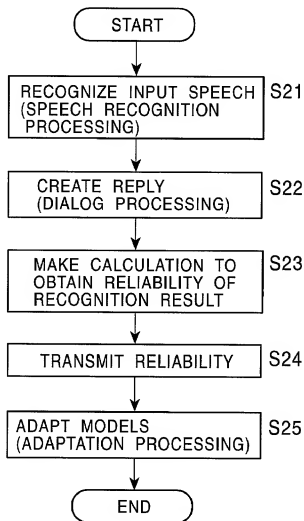 START
RECOGNIZE INPUT SPEECH S21
(SPEECH RECOGNITION
PROCESSING)
CREATE REPLY S22
(DIALOG PROCESSING)
MAKE CALCULATION TO S23
OBTAIN RELIABILITY OF
RECOGNITION RESULT
TRANSMIT RELIABILITY S24
ADAPT MODELS S25
(ADAPTATION PROCESSING)
END